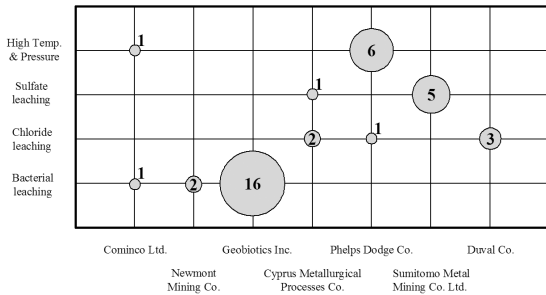 High Temp.
& Pressure
1
6
Sulfate
leaching
1
5
Chloride
leaching
2
1
3
Bacterial
leaching
1
2
16
Cominco Ltd.
Geobiotics Inc.
Phelps Dodge Co.
Duval Co.
Newmont
Mining Co.
Cyprus Metallurgical
Processes Co.
Sumitomo Metal
Mining Co. Ltd.